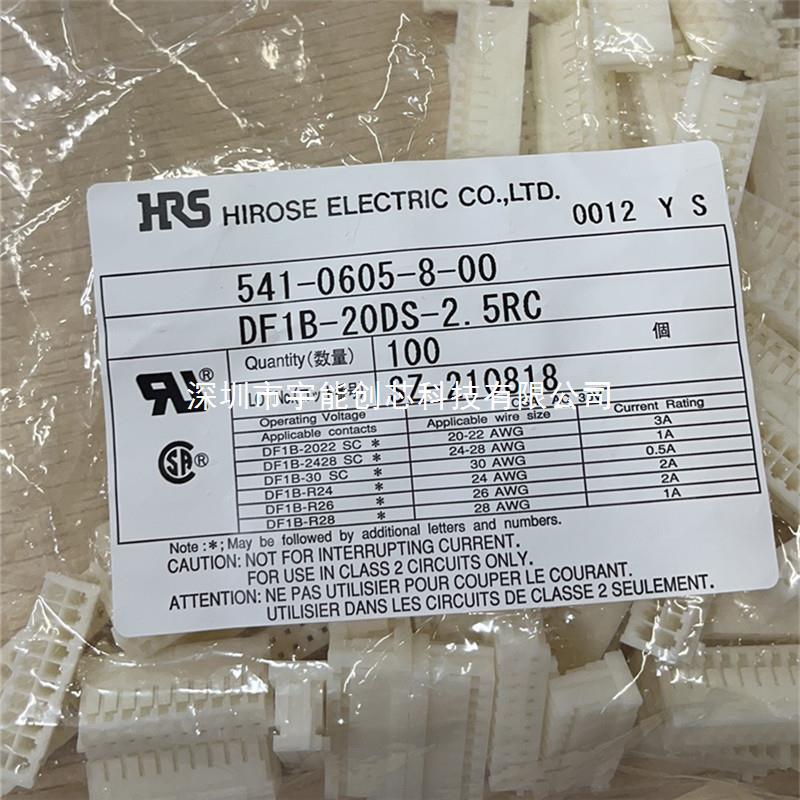 HRS HIROSE ELECTRIC CO.,LTD. 0012 Y S
541-0605-8-00
DF1B-20DS-2.5RC
Quantity(数量) 100 個
SZ-210818
深圳市宇能创芯科技有限公司
Operating Voltage
Applicable contacts Applicable wire size Current Rating
DF1B-2022 SC * 20-22 AWG 3A
DF1B-2428 SC * 24-28 AWG 1A
DF1B-30 SC * 30 AWG 0.5A
DF1B-R24 * 24 AWG 2A
DF1B-R26 * 26 AWG 2A
DF1B-R28 * 28 AWG 1A
Note :*;May be followed by additional letters and numbers.
CAUTION: NOT FOR INTERRUPTING CURRENT.
FOR USE IN CLASS 2 CIRCUITS ONLY.
ATTENTION: NE PAS UTILISER POUR COUPER LE COURANT.
UTILISER DANS LES CIRCUITS DE CLASSE 2 SEULEMENT.